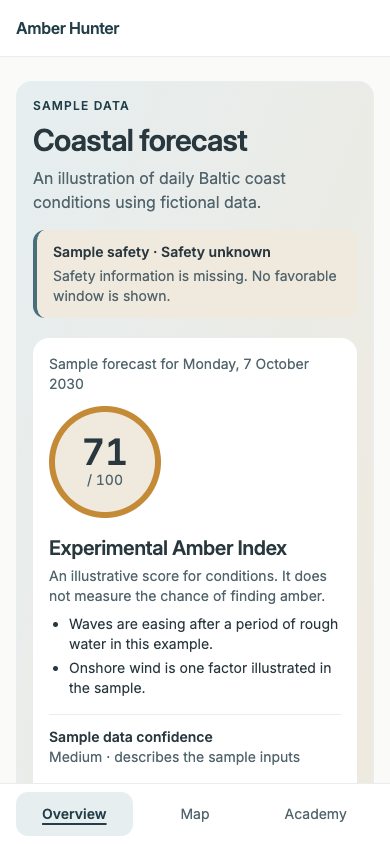 Amber Hunter
SAMPLE DATA
Coastal forecast
An illustration of daily Baltic coast
conditions using fictional data.
Sample safety · Safety unknown
Safety information is missing. No favorable
window is shown.
Sample forecast for Monday, 7 October
2030
71
/ 100
Experimental Amber Index
An illustrative score for conditions. It does
not measure the chance of finding amber.
• Waves are easing after a period of rough
water in this example.
• Onshore wind is one factor illustrated in
the sample.
Sample data confidence
Medium · describes the sample inputs
Overview Map Academy